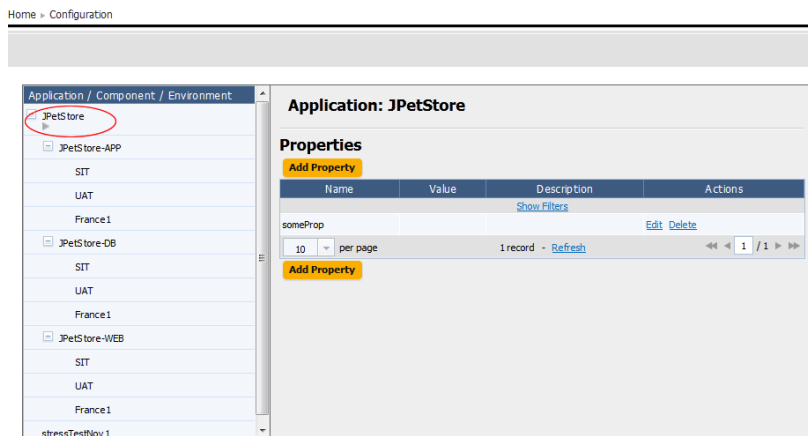 Home » Configuration
Application / Component / Environment
JPetStore
JPetStore-APP
SIT
UAT
France1
JPetStore-DB
SIT
UAT
France1
JPetStore-WEB
SIT
UAT
France1
stressTestNov1
Application: JPetStore
Properties
Add Property
Name Value Description Actions
Show Filters
someProp Edit Delete
10 per page 1 record - Refresh 1 / 1
Add Property